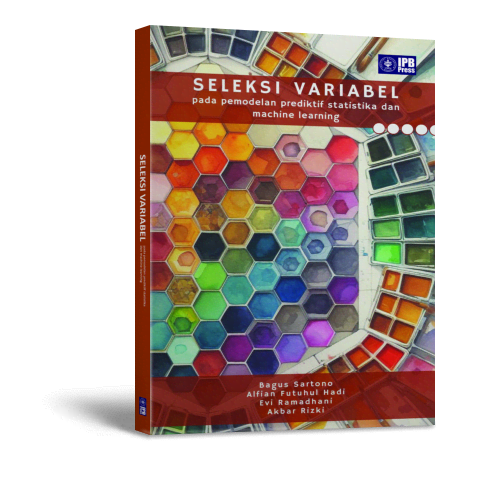 IPB
Press
SELEKSI VARIABEL
pada pemodelan prediktif statistika dan
machine learning
Bagus Sartono
Alfian Futuhul Hadi
Evi Ramadhani
Akbar Rizki
SELEKSI VARIABEL
IPB